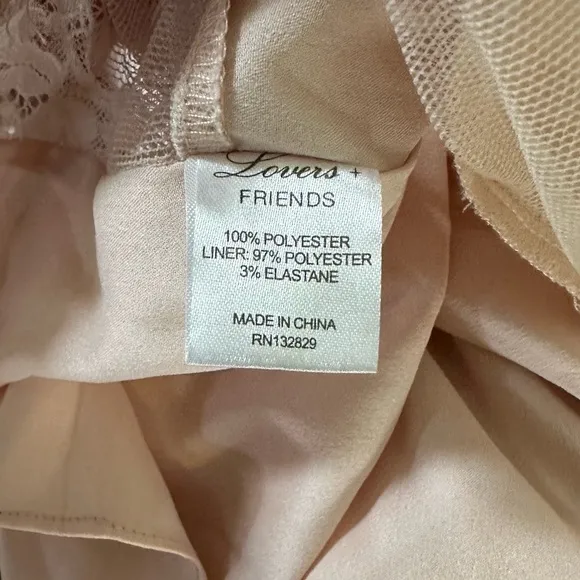 Lovers +
FRIENDS
100% POLYESTER
LINER: 97% POLYESTER
3% ELASTANE
MADE IN CHINA
RN132829